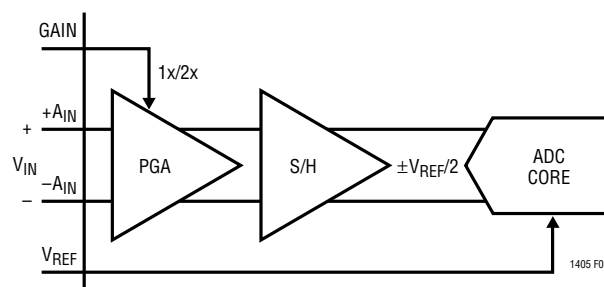 GAIN
1x/2x
+AIN
+
VIN
−AIN
−
PGA
S/H
±VREF/2
ADC
CORE
VREF
1405 F0